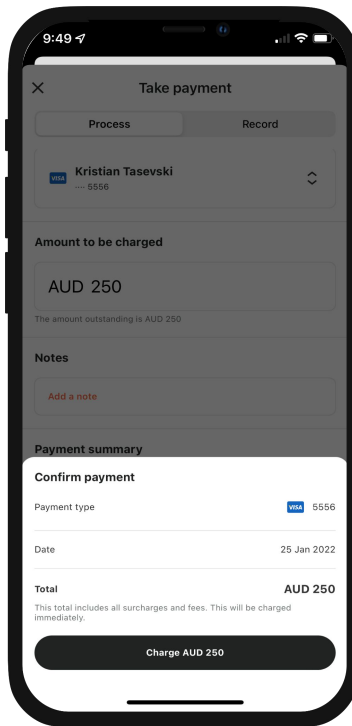 9:49
Take payment
Process Record
VISA Kristian Tasevski
— 5556
Amount to be charged
AUD 250
The amount outstanding is AUD 250
Notes
Add a note
Payment summary
Confirm payment
Payment type VISA 5556
Date 25 Jan 2022
Total AUD 250
This total includes all surcharges and fees. This will be charged
immediately.
Charge AUD 250